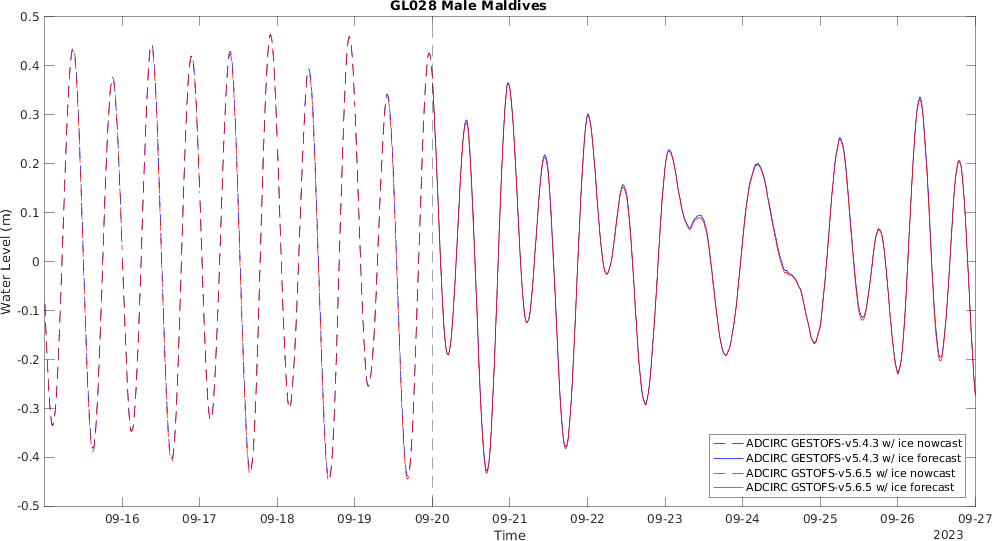 GL028 Male Maldives
0.5
0.4
0.3
0.2
0.1
0
-0.1
-0.2
-0.3
-0.4
-0.5
Water Level (m)
ADCIRC GESTOFS-v5.4.3 w/ ice nowcast
ADCIRC GESTOFS-v5.4.3 w/ ice forecast
ADCIRC GSTOFS-v5.6.5 w/ ice nowcast
ADCIRC GSTOFS-v5.6.5 w/ ice forecast
09-16 09-17 09-18 09-19 09-20 09-21 09-22 09-23 09-24 09-25 09-26 09-27
Time
2023